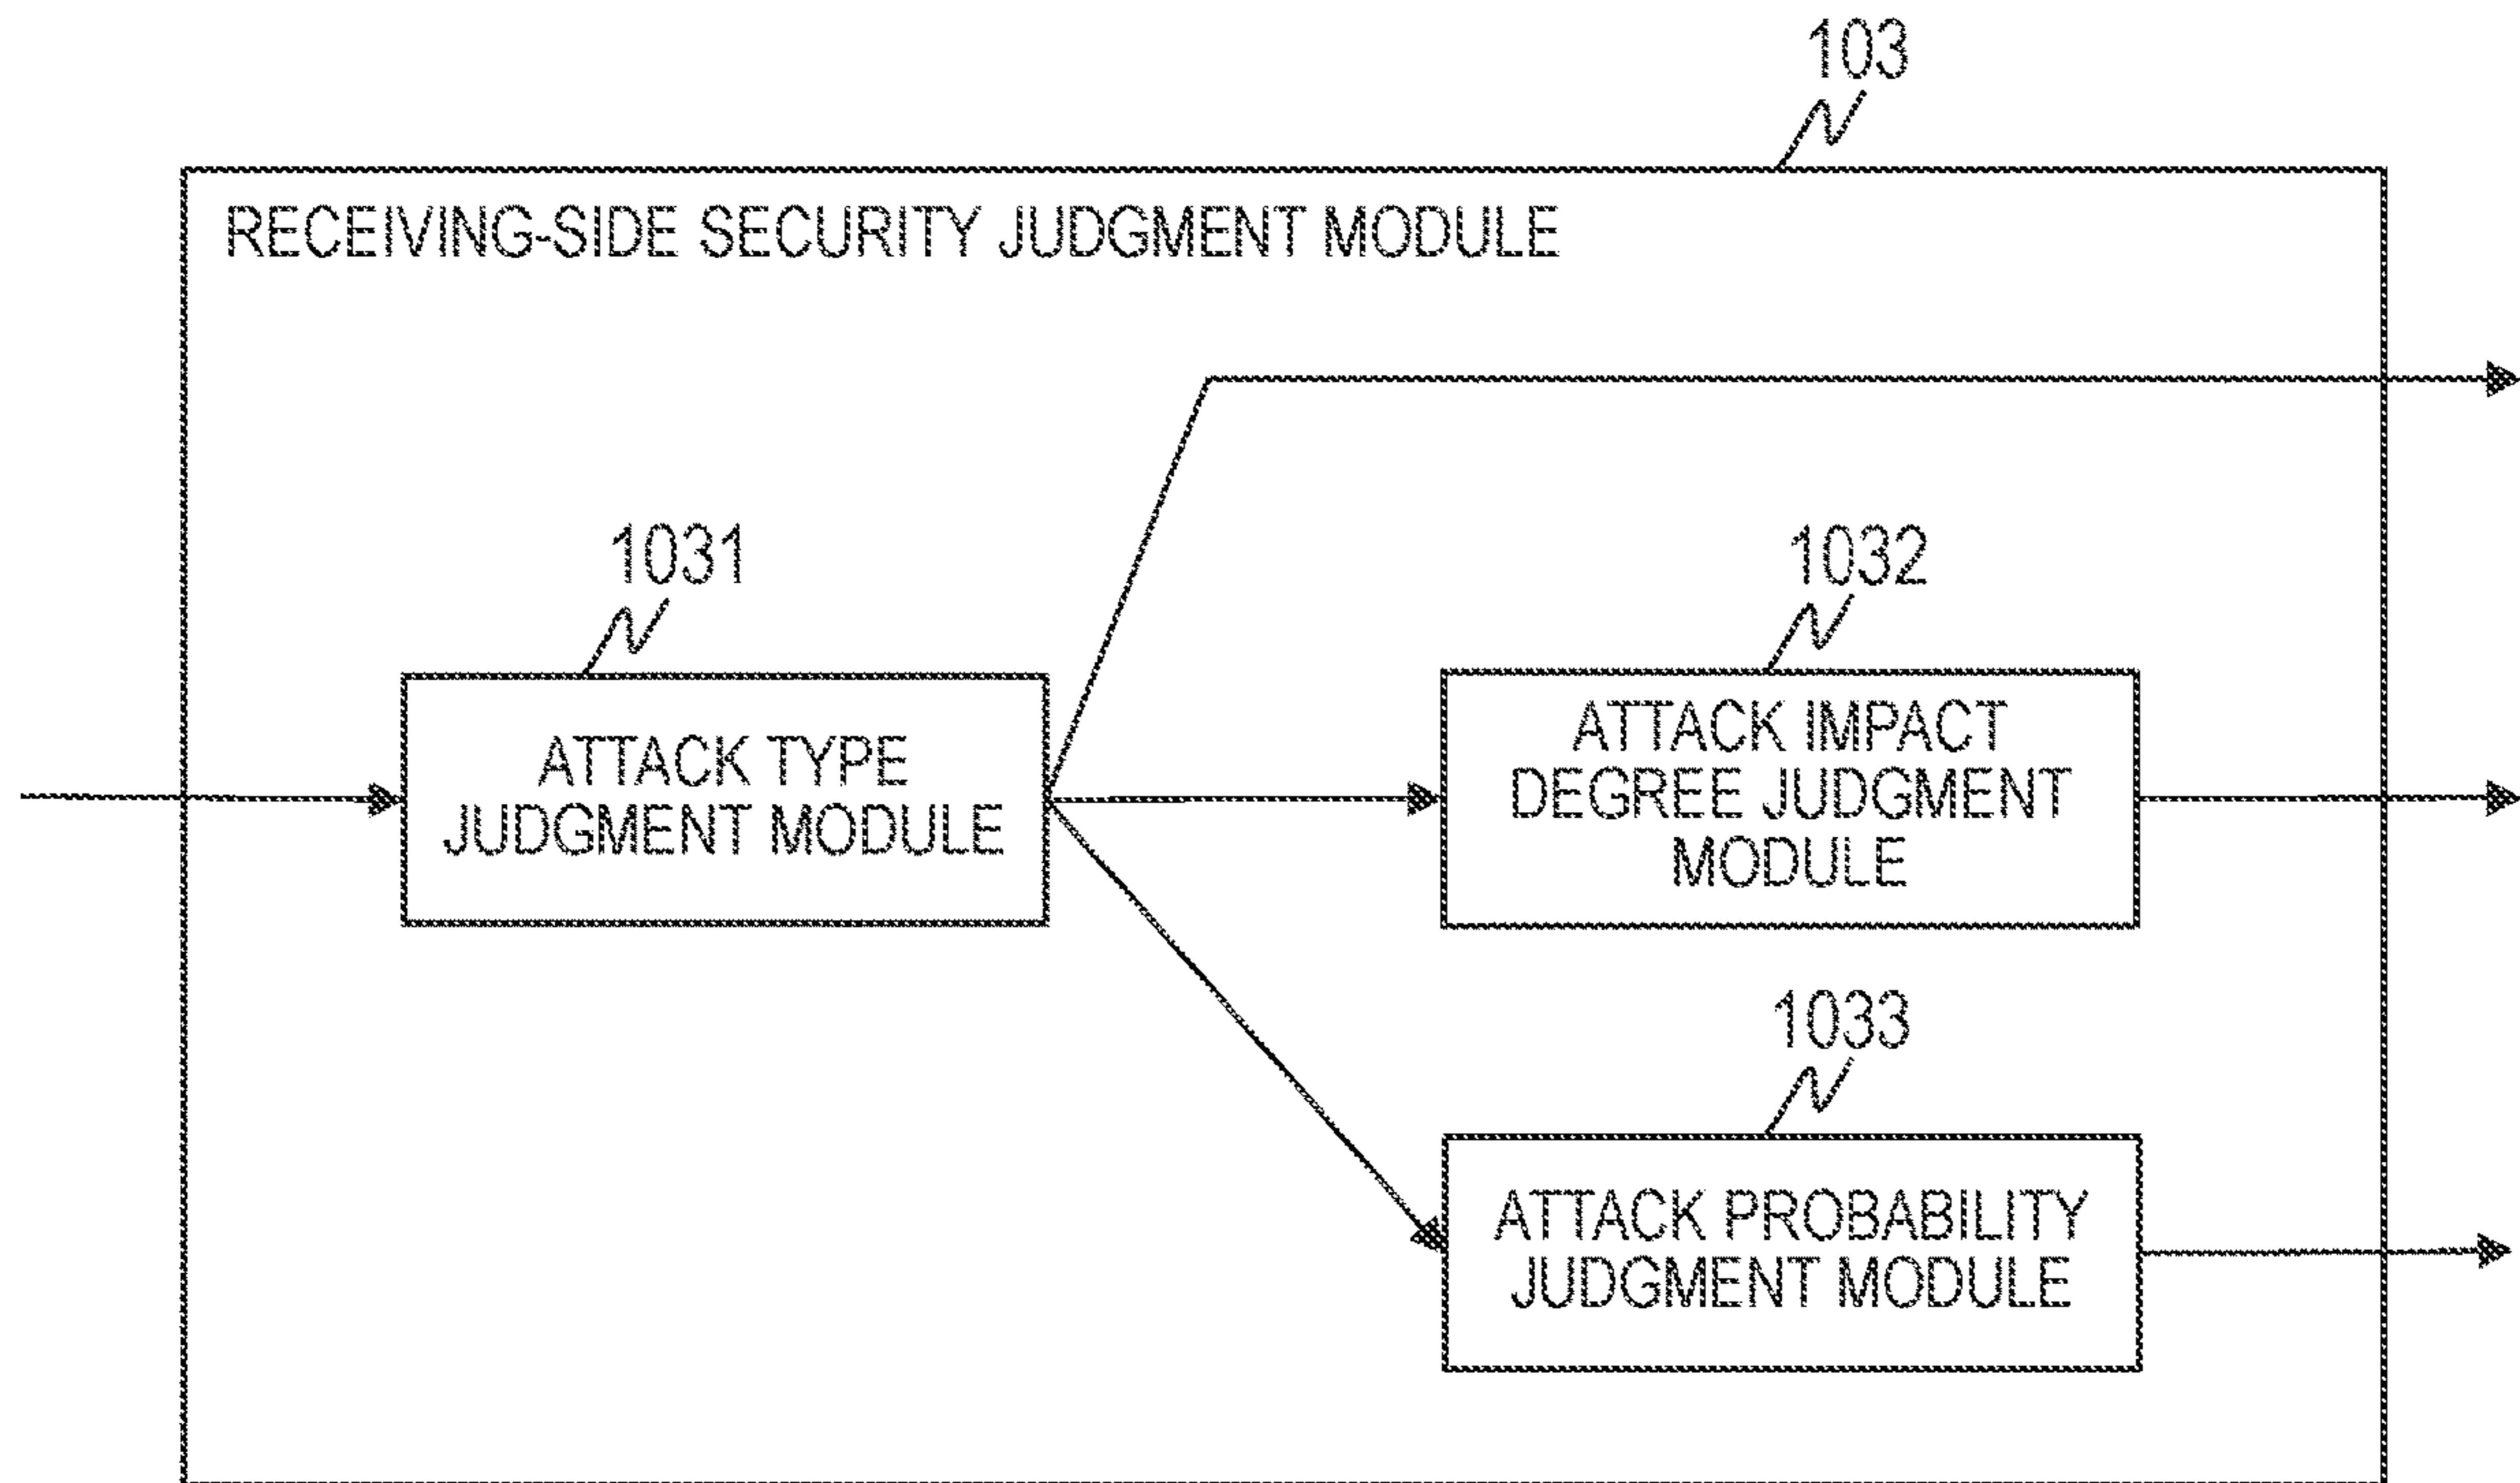 103
RECEIVING-SIDE SECURITY JUDGMENT MODULE
1031
1032
ATTACK TYPE
JUDGMENT MODULE
ATTACK IMPACT
DEGREE JUDGMENT
MODULE
1033
ATTACK PROBABILITY
JUDGMENT MODULE